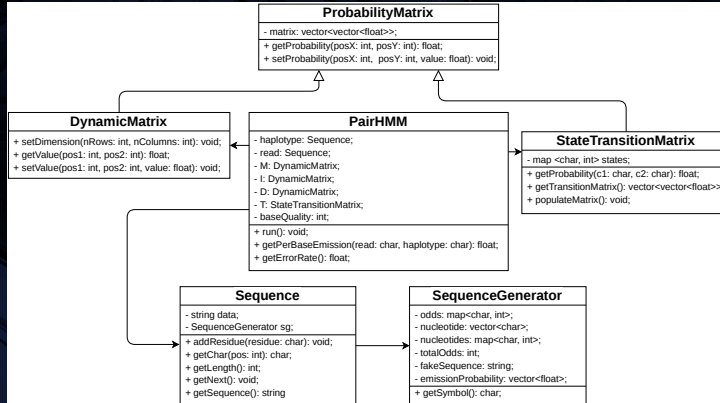 ProbabilityMatrix
- matrix: vector<vector<float>>;
+ getProbability(posX: int, posY: int): float;
+ setProbability(posX: int, posY: int, value: float): void;
DynamicMatrix
+ setDimension(nRows: int, nColumns: int): void;
+ getValue(pos1: int, pos2: int): float;
+ setValue(pos1: int, pos2: int, value: float): void;
PairHMM
- haplotype: Sequence;
- read: Sequence;
- M: DynamicMatrix;
- I: DynamicMatrix;
- D: DynamicMatrix;
- T: StateTransitionMatrix;
- baseQuality: int;
+ run(): void;
+ getPerBaseEmission(read: char, haplotype: char): float;
+ getErrorRate(): float;
StateTransitionMatrix
- map <char, int> states;
+ getProbability(c1: char, c2: char): float;
+ getTransitionMatrix(): vector<vector<float>>
+ populateMatrix(): void;
Sequence
- string data;
- SequenceGenerator sg;
+ addResidue(residue: char): void;
+ getChar(pos: int): char;
+ getLength(): int;
+ getNext(): void;
+ getSequence(): string
SequenceGenerator
- odds: map<char, int>;
- nucleotide: vector<char>;
- nucleotides: map<char, int>;
- totalOdds: int;
- fakeSequence: string;
- emissionProbability: vector<float>;
+ getSymbol(): char;